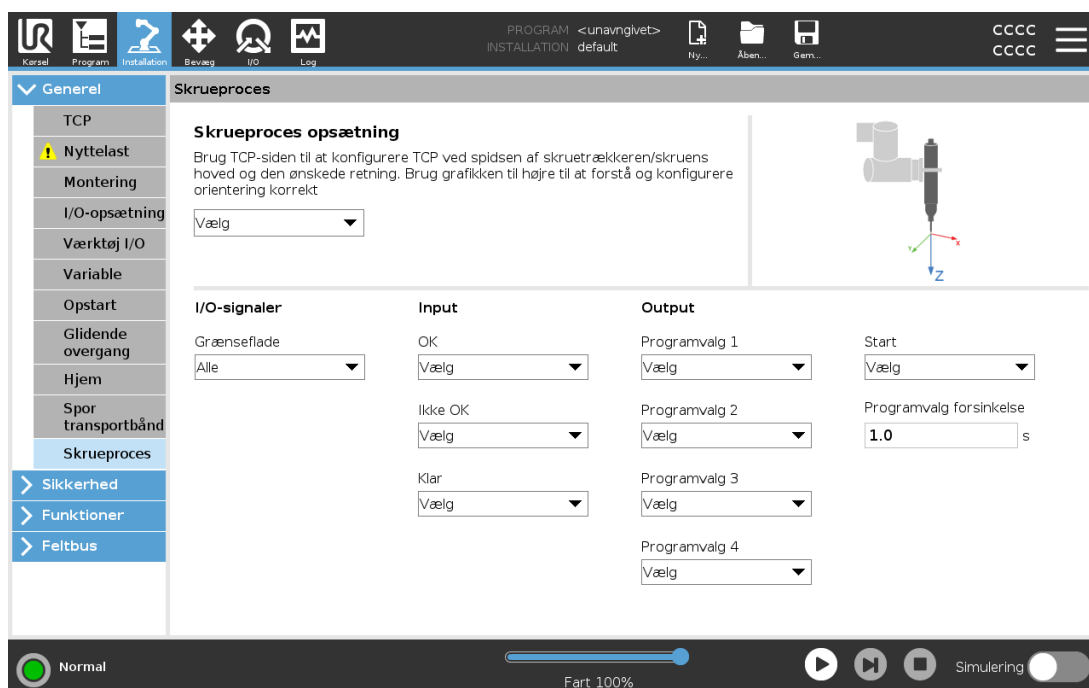 UR
Kørsel
Program
Installation
Bevæg
I/O
Log
PROGRAM <unavngivet>
INSTALLATION default
Ny...
Åben...
Gem...
CCCC
CCCC
Generel
TCP
Nyttelast
Montering
I/O-opsætning
Værktøj I/O
Variable
Opstart
Glidende
overgang
Hjem
Spor
transportbånd
Skrueproces
Sikkerhed
Funktioner
Feltbus
Skrueproces
Skrueproces opsætning
Brug TCP-siden til at konfigurere TCP ved spidsen af skruetrækkeren/skruens
hoved og den ønskede retning. Brug grafikken til højre til at forstå og konfigurere
orientering korrekt
Vælg
Y
X
Z
I/O-signaler
Grænseflade
Alle
Input
OK
Vælg
Ikke OK
Vælg
Klar
Vælg
Output
Programvalg 1
Vælg
Programvalg 2
Vælg
Programvalg 3
Vælg
Programvalg 4
Vælg
Start
Vælg
Programvalg forsinkelse
1.0 s
Normal
Fart 100%
Simulering